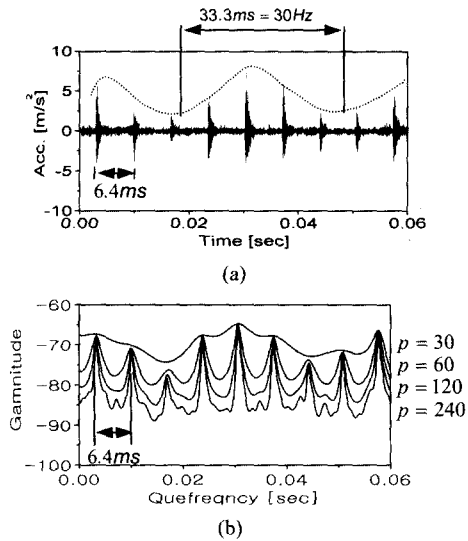 33.3ms = 30Hz
10
5
0
-5
-10
Acc. [m/s²]
6.4ms
0.00
0.02
0.04
0.06
Time [sec]
(a)
-60
-70
-80
-90
-100
Gamnitude
p = 30
p = 60
p = 120
p = 240
6.4ms
0.00
0.02
0.04
0.06
Quefreqncy [sec]
(b)